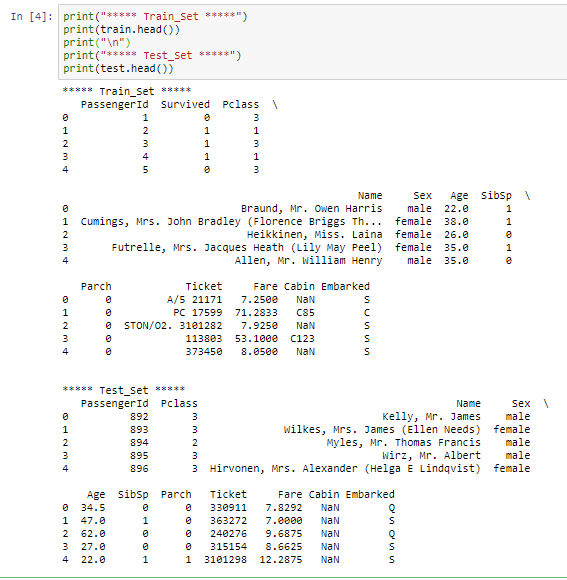 In [4]: print("***** Train_Set *****")
print(train.head())
print("\n")
print("***** Test_Set *****")
print(test.head())
***** Train_Set *****
PassengerId Survived Pclass \
0 1 0 3
1 2 1 1
2 3 1 3
3 4 1 1
4 5 0 3
Name Sex Age SibSp \
0 Braund, Mr. Owen Harris male 22.0 1
1 Cumings, Mrs. John Bradley (Florence Briggs Th... female 38.0 1
2 Heikkinen, Miss. Laina female 26.0 0
3 Futrelle, Mrs. Jacques Heath (Lily May Peel) female 35.0 1
4 Allen, Mr. William Henry male 35.0 0
Parch Ticket Fare Cabin Embarked
0 0 A/5 21171 7.2500 NaN S
1 0 PC 17599 71.2833 C85 C
2 0 STON/O2. 3101282 7.9250 NaN S
3 0 113803 53.1000 C123 S
4 0 373450 8.0500 NaN S
***** Test_Set *****
PassengerId Pclass Name Sex \
0 892 3 Kelly, Mr. James male
1 893 3 Wilkes, Mrs. James (Ellen Needs) female
2 894 2 Myles, Mr. Thomas Francis male
3 895 3 Wirz, Mr. Albert male
4 896 3 Hirvonen, Mrs. Alexander (Helga E Lindqvist) female
Age SibSp Parch Ticket Fare Cabin Embarked
0 34.5 0 0 330911 7.8292 NaN Q
1 47.0 1 0 363272 7.0000 NaN S
2 62.0 0 0 240276 9.6875 NaN Q
3 27.0 0 0 315154 8.6625 NaN S
4 22.0 1 1 3101298 12.2875 NaN S